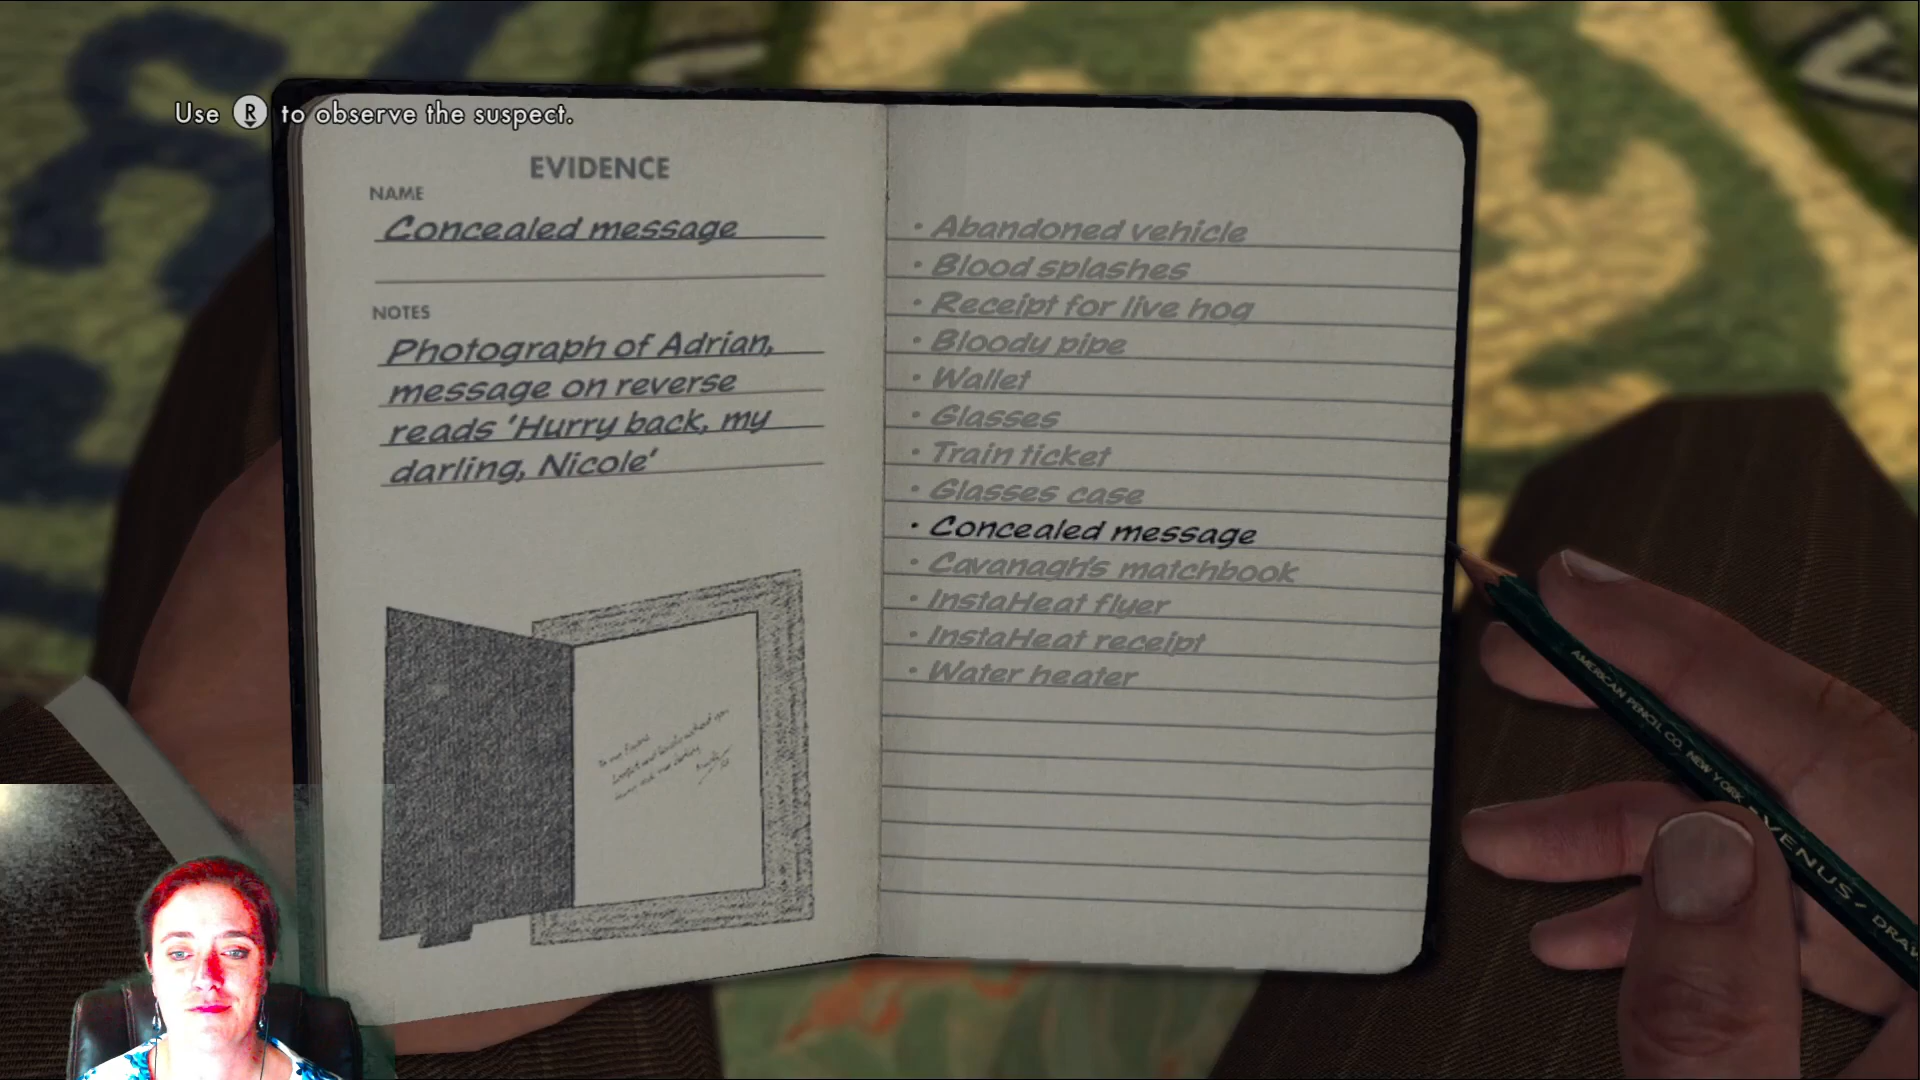 Use R to observe the suspect.
EVIDENCE
NAME
Concealed message
NOTES
Photograph of Adrian,
message on reverse
reads 'Hurry back, my
darling, Nicole'
• Abandoned vehicle
• Blood splashes
• Receipt for live hog
• Bloody pipe
• Wallet
• Glasses
• Train ticket
• Glasses case
• Concealed message
• Cavanagh's matchbook
• InstaHeat flyer
• InstaHeat receipt
• Water heater
AMERICAN PENCIL CO. NEW YORK VENUS